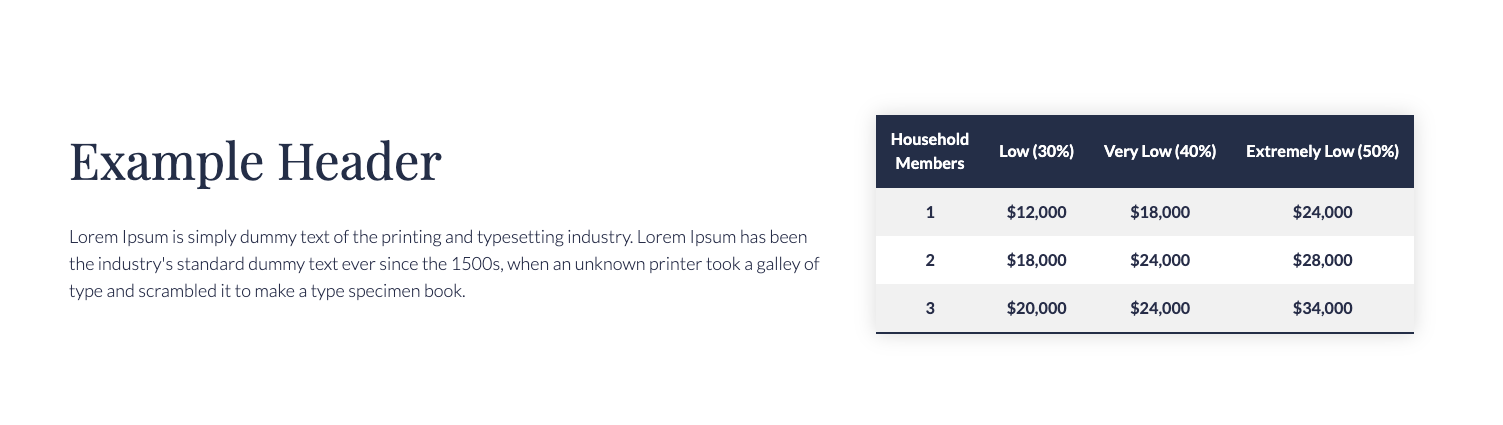 Example Header
Lorem Ipsum is simply dummy text of the printing and typesetting industry. Lorem Ipsum has been
the industry's standard dummy text ever since the 1500s, when an unknown printer took a galley of
type and scrambled it to make a type specimen book.
Household
Members Low (30%) Very Low (40%) Extremely Low (50%)
1 $12,000 $18,000 $24,000
2 $18,000 $24,000 $28,000
3 $20,000 $24,000 $34,000